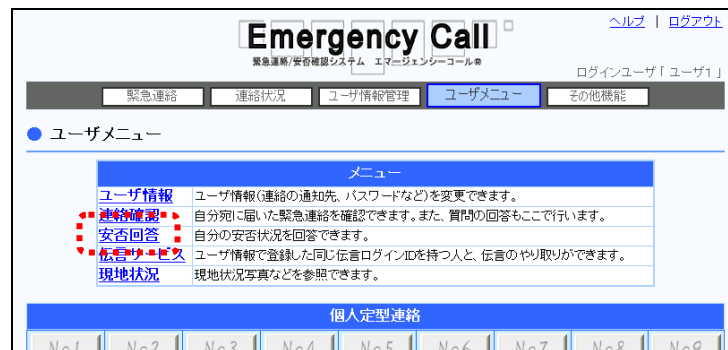 ヘルプ | ログアウト
Emergency Call
緊急連絡/安否確認システム エマージェンシーコール®
ログインユーザ「ユーザ1」
緊急連絡 連絡状況 ユーザ情報管理 ユーザメニュー その他機能
ユーザメニュー
メニュー
ユーザ情報 ユーザ情報(連絡の通知先、パスワードなど)を変更できます。
連絡確認 自分宛に届いた緊急連絡を確認できます。また、質問の回答もここで行います。
安否回答 自分の安否状況を回答できます。
伝言サービス ユーザ情報で登録した同じ伝言ログインIDを持つ人と、伝言のやり取りができます。
現地状況 現地状況写真などを参照できます。
個人定型連絡
No1 No2 No3 No4 No5 No6 No7 No8 No9